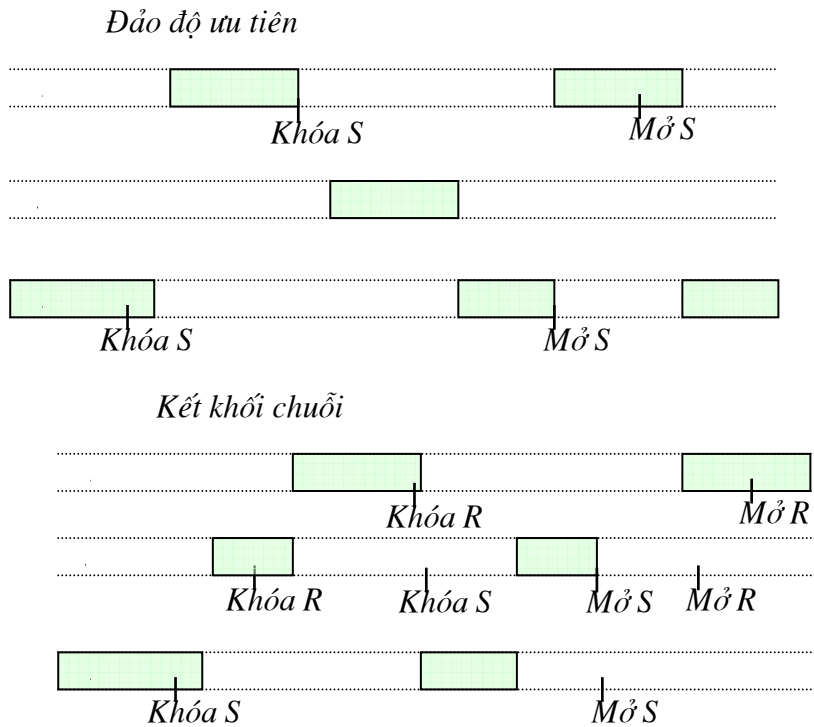 Đảo độ ưu tiên
Khóa S Mở S
Khóa S Mở S
Kết khối chuỗi
Khóa R Mở R
Khóa R Khóa S Mở S Mở R
Khóa S Mở S